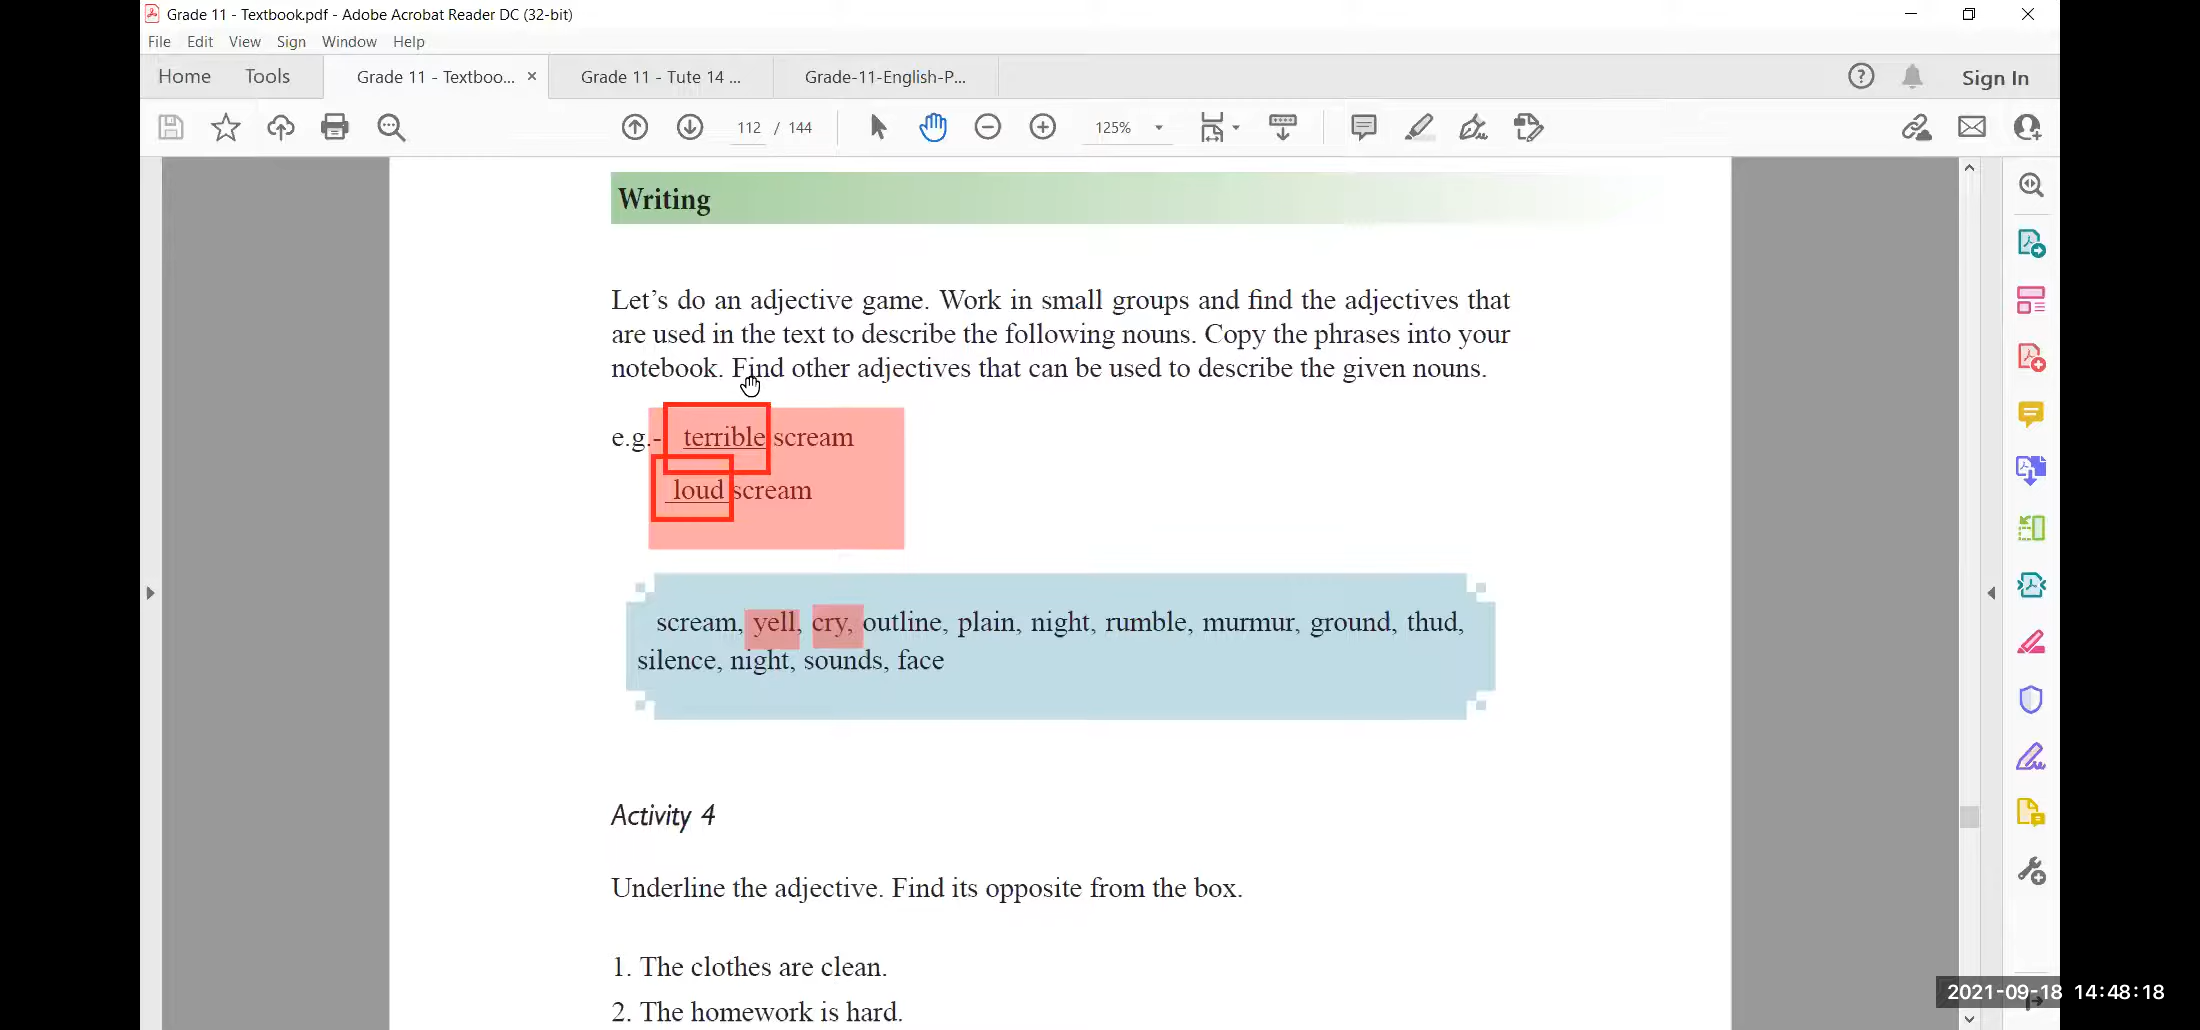 Grade 11 - Textbook.pdf - Adobe Acrobat Reader DC (32-bit)
File Edit View Sign Window Help
Home Tools Grade 11 - Textboo... × Grade 11 - Tute 14 ... Grade-11-English-P... Sign In
112 / 144 125%
Writing
Let’s do an adjective game. Work in small groups and find the adjectives that
are used in the text to describe the following nouns. Copy the phrases into your
notebook. Find other adjectives that can be used to describe the given nouns.
e.g.- terrible scream
loud scream
scream, yell, cry, outline, plain, night, rumble, murmur, ground, thud,
silence, night, sounds, face
Activity 4
Underline the adjective. Find its opposite from the box.
1. The clothes are clean.
2. The homework is hard.
2021-09-18 14:48:18